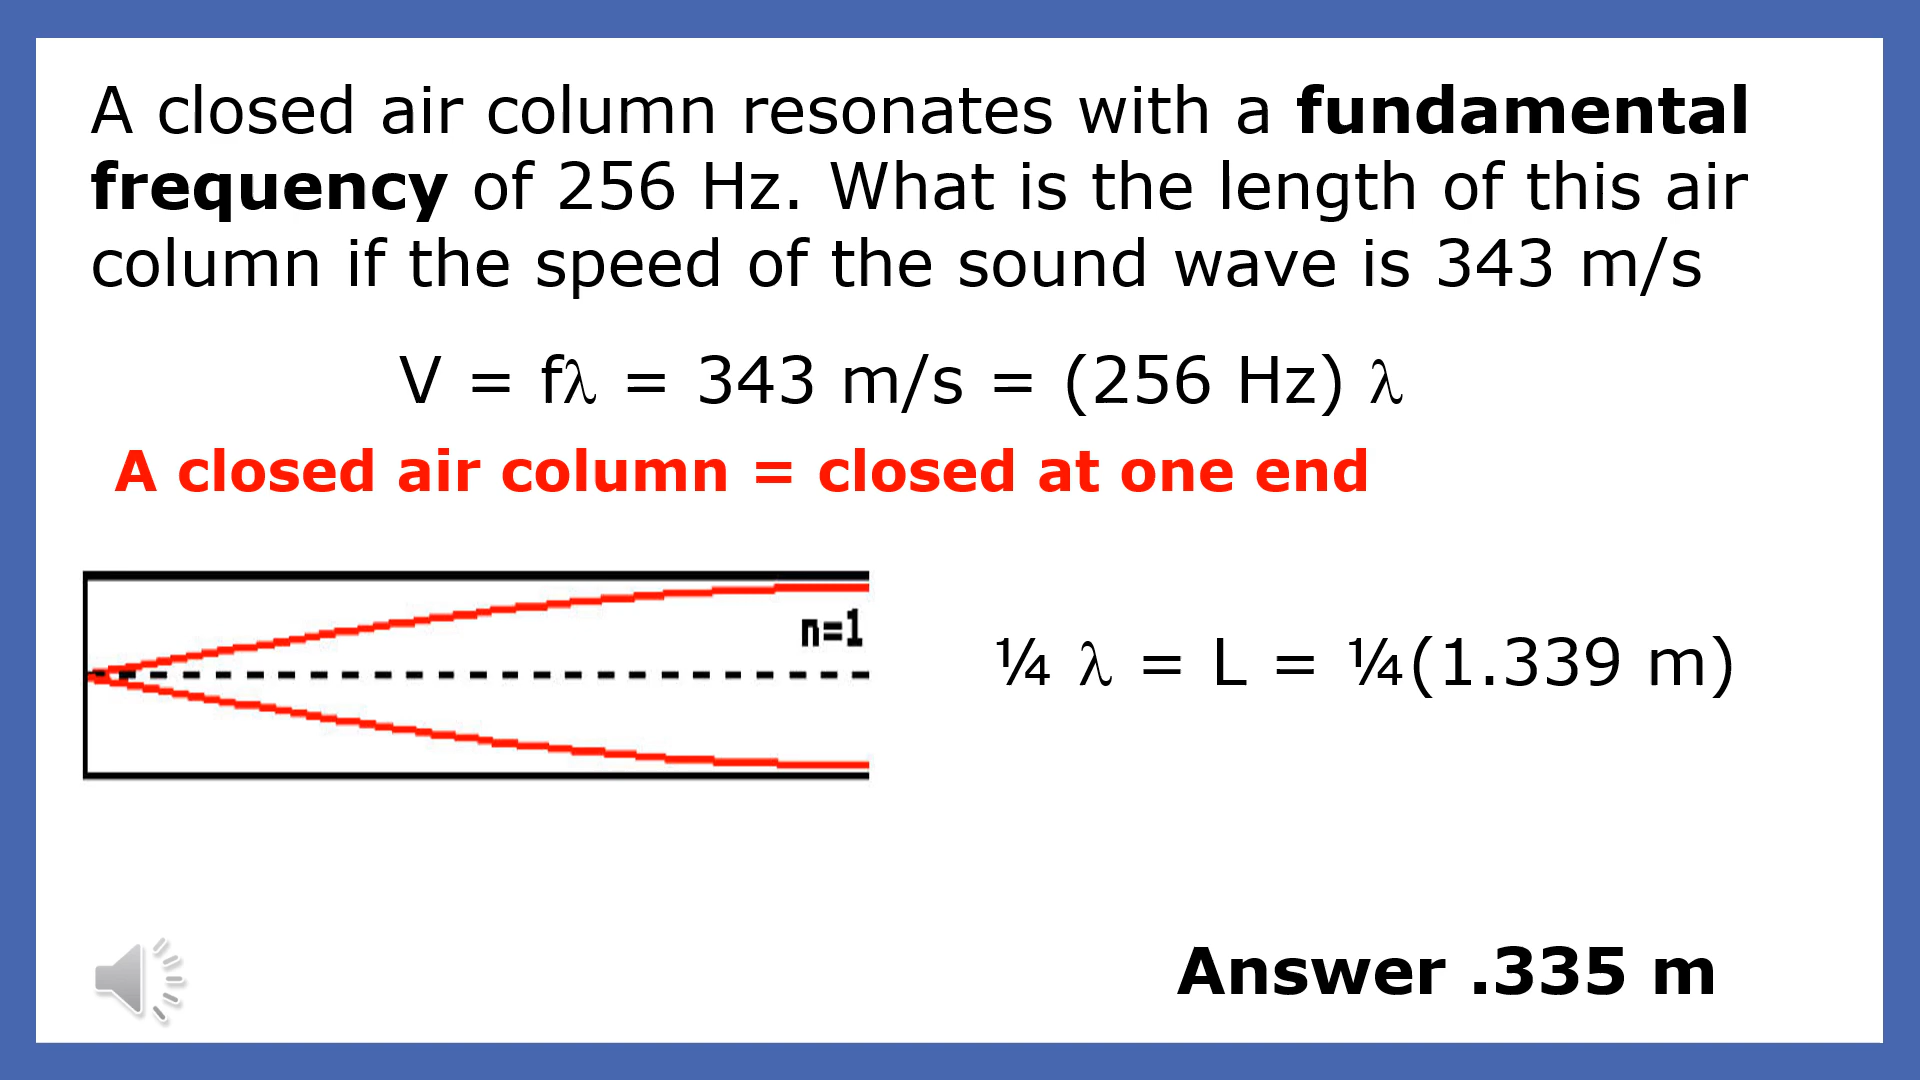 A closed air column resonates with a fundamental
frequency of 256 Hz. What is the length of this air
column if the speed of the sound wave is 343 m/s
V = fλ = 343 m/s = (256 Hz) λ
A closed air column = closed at one end
n=1
¼ λ = L = ¼(1.339 m)
Answer .335 m